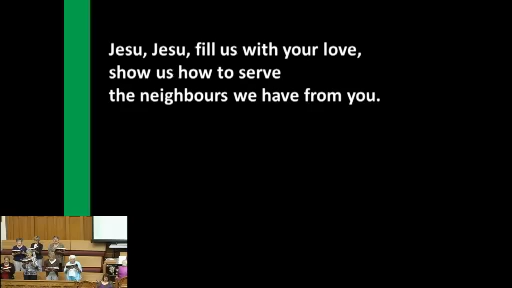 Jesu, Jesu, fill us with your love,
show us how to serve
the neighbours we have from you.